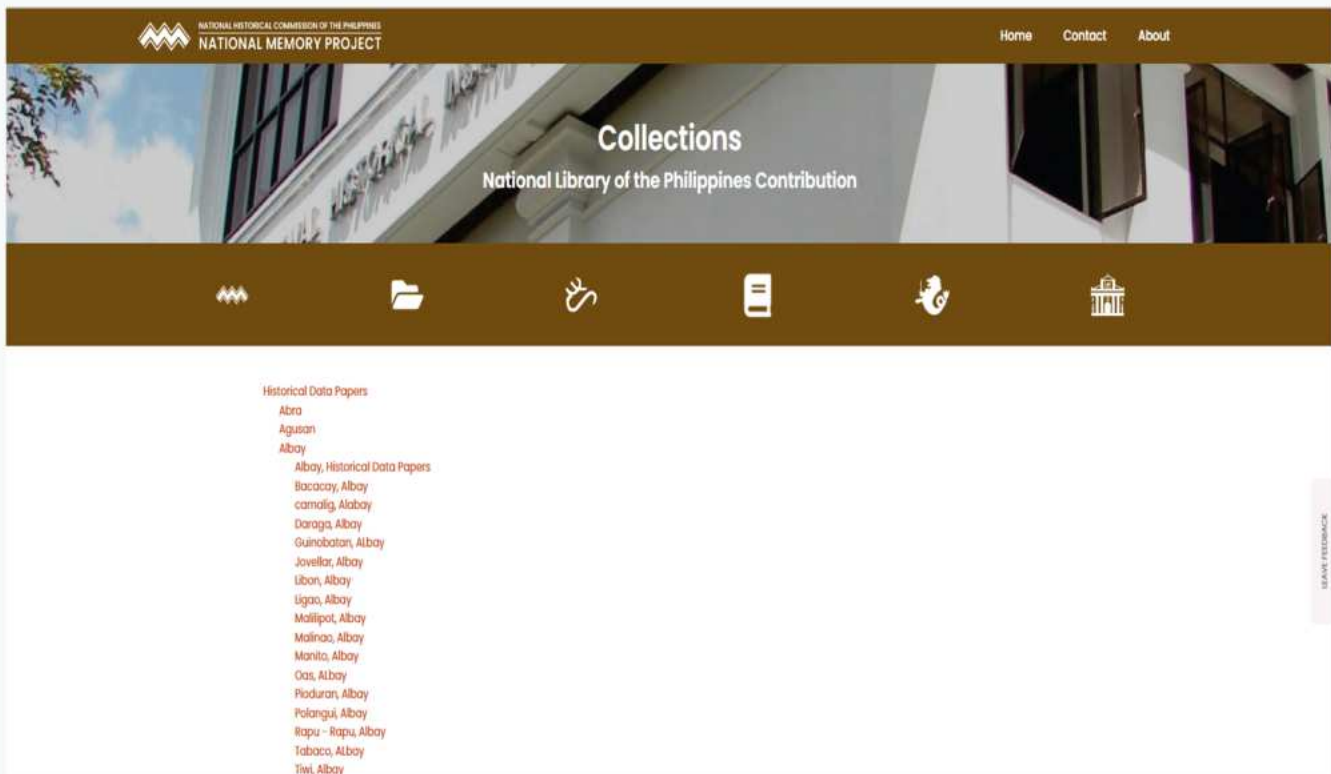 NATIONAL HISTORICAL COMMISSION OF THE PHILIPPINES
NATIONAL MEMORY PROJECT
Home Contact About
Collections
National Library of the Philippines Contribution
Historical Data Papers
Abra
Agusan
Albay
Albay, Historical Data Papers
Bacacay, Albay
camalig, Alabay
Daraga, Albay
Guinobatan, ALbay
Jovellar, Albay
Libon, Albay
Ligao, Albay
Malilipot, Albay
Malinao, Albay
Manito, Albay
Oas, ALbay
Pioduran, Albay
Polangui, Albay
Rapu - Rapu, Albay
Tabaco, ALbay
Tiwi, Albay
LEAVE FEEDBACK